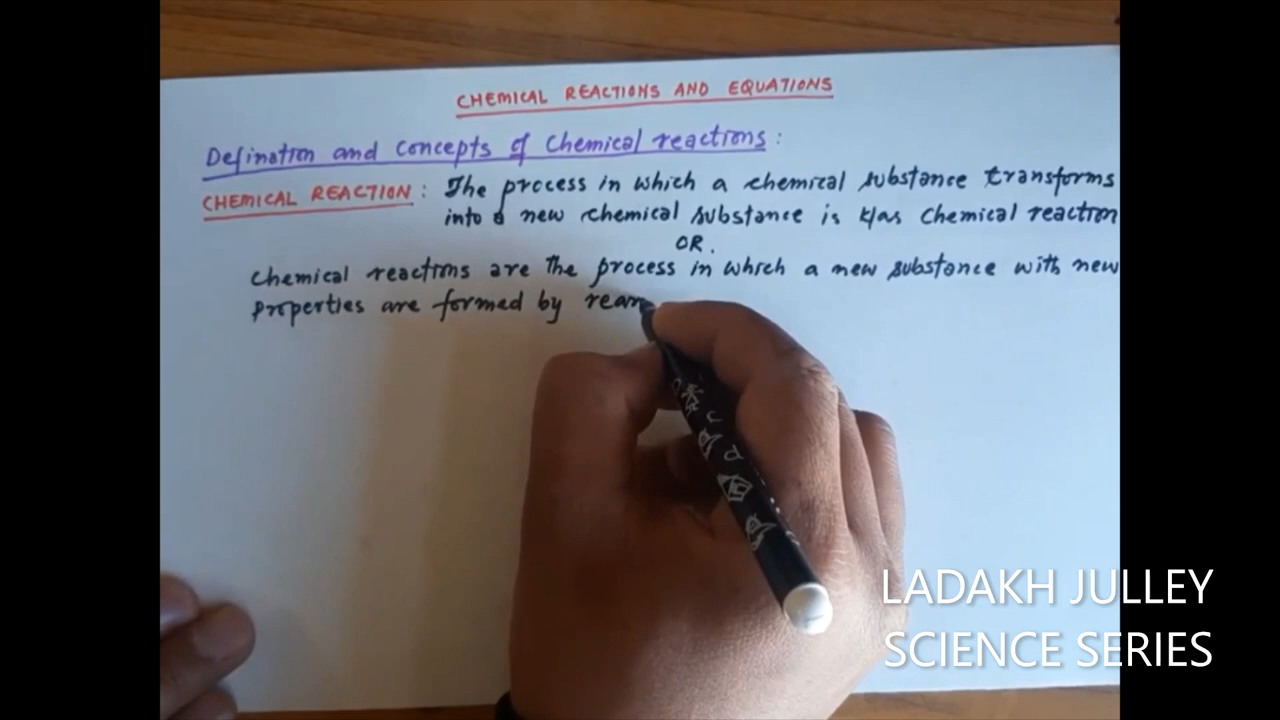 CHEMICAL REACTIONS AND EQUATIONS
Defination and concepts of Chemical reactions :
CHEMICAL REACTION : The process in which a chemical substance transforms
into a new chemical substance is k/as Chemical reaction
OR.
Chemical reactions are the process in which a new substance with new
properties are formed by
LADAKH JULLEY
SCIENCE SERIES